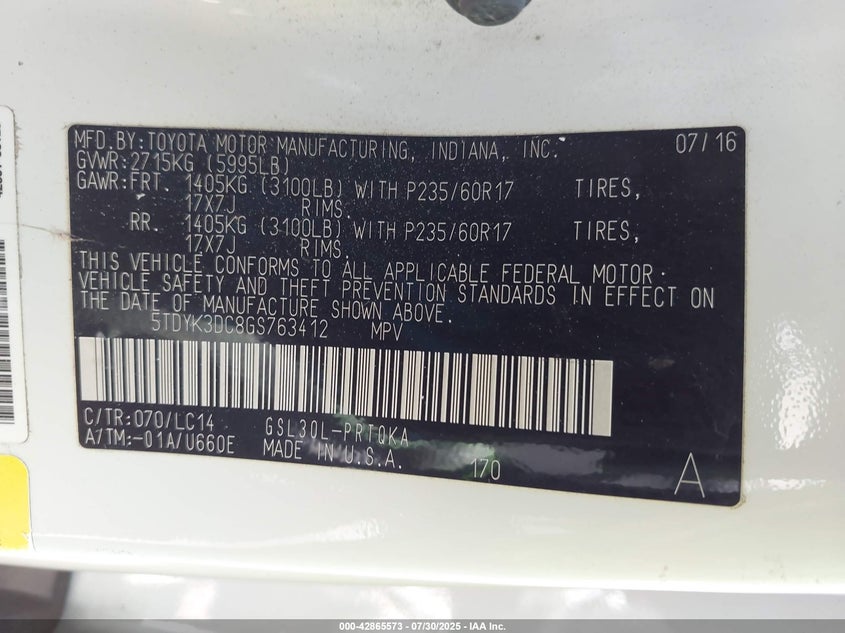 MFD.BY:TOYOTA MOTOR MANUFACTURING, INDIANA, INC. 07/16
GVWR:2715KG (5995LB)
GAWR:FRT. 1405KG (3100LB) WITH P235/60R17 TIRES,
17X7J RIMS.
RR. 1405KG (3100LB) WITH P235/60R17 TIRES,
17X7J RIMS.
THIS VEHICLE CONFORMS TO ALL APPLICABLE FEDERAL MOTOR
VEHICLE SAFETY AND THEFT PREVENTION STANDARDS IN EFFECT ON
THE DATE OF MANUFACTURE SHOWN ABOVE.
5TDYK3DC8GS763412 MPV
C/TR:070/LC14 GSL30L-PRTQKA
A/TM:-01A/U660E MADE IN U.S.A. 170 A
000-42865573 - 07/30/2025 - IAA Inc.